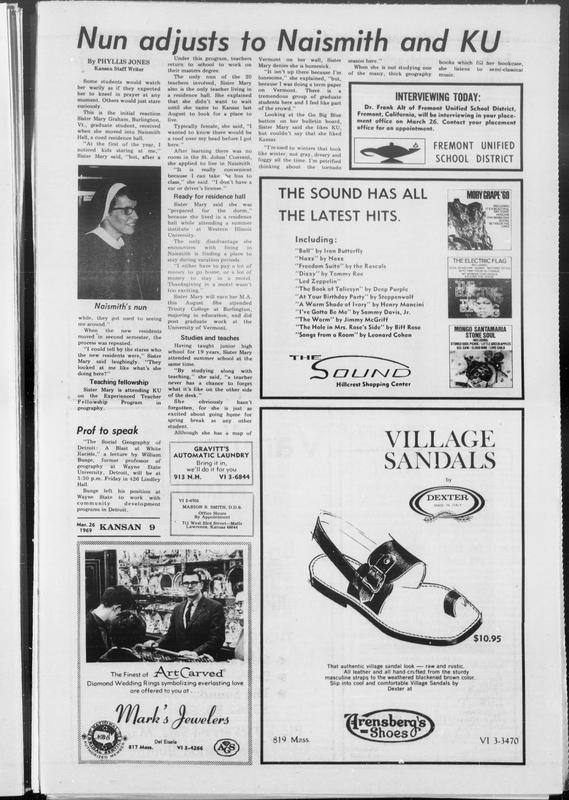 Nun adjusts to Naismith and KU
By PHYLLIS JONES
Kansan Staff Writer
Some students would watch
her warily as if they expected
her to kneel in prayer at any
moment. Others would just stare
curiously.
This is the initial reaction
Sister Mary Graham, Burlington,
Vt., graduate student, received
when she moved into Naismith
Hall, a coed residence hall.
"At the first of the year, I
noticed kids staring at me,"
Sister Mary said, "but, after a
Naismith's nun
while, they got used to seeing
me around."
When the new residents
moved in second semester, the
process was repeated.
"I could tell by the stares who
the new residents were," Sister
Mary said laughingly. "They
looked at me like what's she
doing here?"
Teaching fellowship
Sister Mary is attending KU
on the Experienced Teacher
Fellowship Program in
geography.
Under this program, teachers
return to school to work on
their masters degree.
The only nun of the 20
teachers involved, Sister Mary
also is the only teacher living in
a residence hall. She explained
that she didn't want to wait
until she came to Kansas last
August to look for a place to
live.
Typically female, she said, "I
wanted to know there would be
a roof over my head before I got
here."
After learning there was no
room in the St. Johns' Convent,
she applied to live in Naismith.
"It is really convenient
because I can take the bus to
class," she said. "I don't have a
car or driver's license."
Ready for residence hall
Sister Mary said she was
"prepared for the dorm,"
because she lived in a residence
hall while attending a summer
institute at Western Illinois
University.
The only disadvantage she
encounters with living in
Naismith is finding a place to
stay during vacation periods.
"I either have to pay a lot of
money to go home, or a lot of
money to stay in a motel.
Thanksgiving in a motel wasn't
too exciting."
Sister Mary will earn her M.A.
this August. She attended
Trinity College at Burlington,
majoring in education, and did
post graduate work at the
University of Vermont.
Studies and teaches
Having taught junior high
school for 19 years, Sister Mary
attended summer school at the
same time.
"By studying along with
teaching," she said, "a teacher
never has a chance to forget
what it's like on the other side
of the desk."
She obviously hasn't
forgotten, for she is just as
excited about going home for
spring break as any other
student.
Although she has a map of
Vermont on her wall, Sister
Mary denies she is homesick.
"It isn't up there because I'm
lonesome," she explained, "but,
because I was doing a term paper
on Vermont. There is a
tremendous group of graduate
students here and I feel like part
of the crowd."
Looking at the Go Big Blue
button on her bulletin board,
Sister Mary said she likes KU,
but couldn't say that she liked
Kansas.
"I'm used to winters that look
like winter, not gray, dreary and
foggy all the time. I'm petrified
thinking about the tornado
season here."
When she is not studying one
of the many, thick geography
books which fill her bookcase,
she listens to semi-classical
music.
Prof to speak
"The Social Geography of
Detroit: A Blast at White
Racists," a lecture by William
Bunge, former professor of
geography at Wayne State
University, Detroit, will be at
3:30 p.m. Friday in 426 Lindley
Hall.
Bunge left his position at
Wayne State to work with
community development
programs in Detroit.
Mar. 26
1969 KANSAN 9
GRAVITT'S
AUTOMATIC LAUNDRY
Bring it in,
we'll do it for you
913 N.H. VI 3-6844
MARION R. SMITH, D.D.S.
Office Hours
By Appointment
711 West 23rd Street—Malls
Lawrence, Kansas 66044
The Finest of ArtCarved
Diamond Wedding Rings symbolizing everlasting love
are offered to you at
Mark's Jewelers
Del Eisele
817 Mass. VI 3-4266
INTERVIEWING TODAY:
Dr. Frank Alt of Fremont Unified School District,
Fremont, California, will be interviewing in your place-
ment office on March 26. Contact your placement
office for an appointment.
FREMONT UNIFIED
SCHOOL DISTRICT
THE SOUND HAS ALL
THE LATEST HITS.
Including:
"Ball" by Iron Butterfly
"Nazz" by Nazz
"Freedom Suite" by the Rascals
"Dizzy" by Tommy Roe
"Led Zeppelin"
"The Book of Taliesyn" by Deep Purple
"At Your Birthday Party" by Steppenwolf
"A Warm Shade of Ivory" by Henry Mancini
"I've Gotta Be Me" by Sammy Davis, Jr.
"The Worm" by Jimmy McGriff
"The Hole in Mrs. Rose's Side" by Biff Rose
"Songs from a Room" by Leonard Cohen
THE SOUND
Hillcrest Shopping Center
MOBY GRAPE '69
THE ELECTRIC FLAG
MONGO SANTAMARIA
STONE SOUL
VILLAGE
SANDALS
by
DEXTER
MADE IN ITALY
$10.95
That authentic village sandal look — raw and rustic.
All leather and all hand-crafted from the sturdy
masculine straps to the weathered blackened brown color.
Slip into cool and comfortable Village Sandals by
Dexter at
Arensberg's
Shoes
819 Mass. VI 3-3470